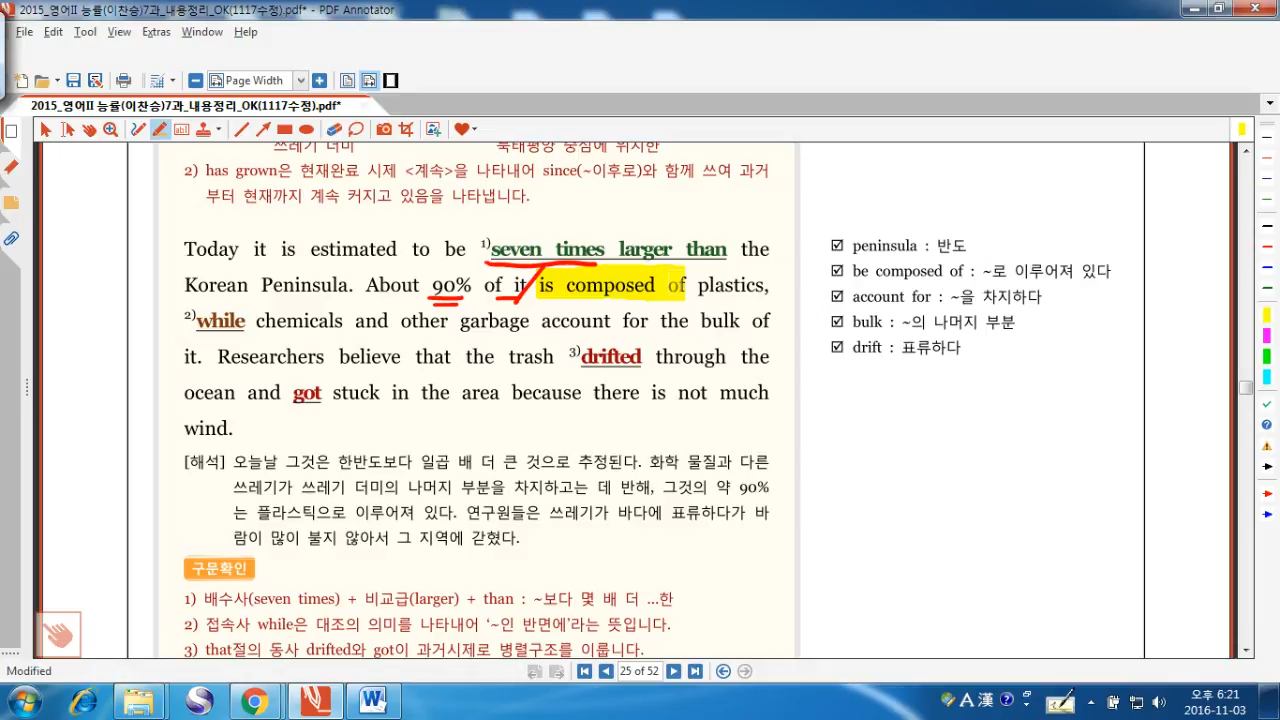 2015_영어II 능률(이찬승)7과_내용정리_OK(1117수정).pdf* - PDF Annotator
File Edit Tool View Extras Window Help
Page Width
2015_영어II 능률(이찬승)7과_내용정리_OK(1117수정).pdf*
쓰레기 더미 북태평양 중심에 위치한
2) has grown은 현재완료 시제 <계속>을 나타내어 since(~이후로)와 함께 쓰여 과거
부터 현재까지 계속 커지고 있음을 나타냅니다.
Today it is estimated to be 1)seven times larger than the
Korean Peninsula. About 90% of it is composed of plastics,
2)while chemicals and other garbage account for the bulk of
it. Researchers believe that the trash 3)drifted through the
ocean and got stuck in the area because there is not much
wind.
[해석] 오늘날 그것은 한반도보다 일곱 배 더 큰 것으로 추정된다. 화학 물질과 다른
쓰레기가 쓰레기 더미의 나머지 부분을 차지하고는 데 반해, 그것의 약 90%
는 플라스틱으로 이루어져 있다. 연구원들은 쓰레기가 바다에 표류하다가 바
람이 많이 불지 않아서 그 지역에 갇혔다.
구문확인
1) 배수사(seven times) + 비교급(larger) + than : ~보다 몇 배 더 ...한
2) 접속사 while은 대조의 의미를 나타내어 '~인 반면에'라는 뜻입니다.
3) that절의 동사 drifted와 got이 과거시제로 병렬구조를 이룹니다.
peninsula : 반도
be composed of : ~로 이루어져 있다
account for : ~을 차지하다
bulk : ~의 나머지 부분
drift : 표류하다
Modified
25 of 52
A 漢
오후 6:21
2016-11-03